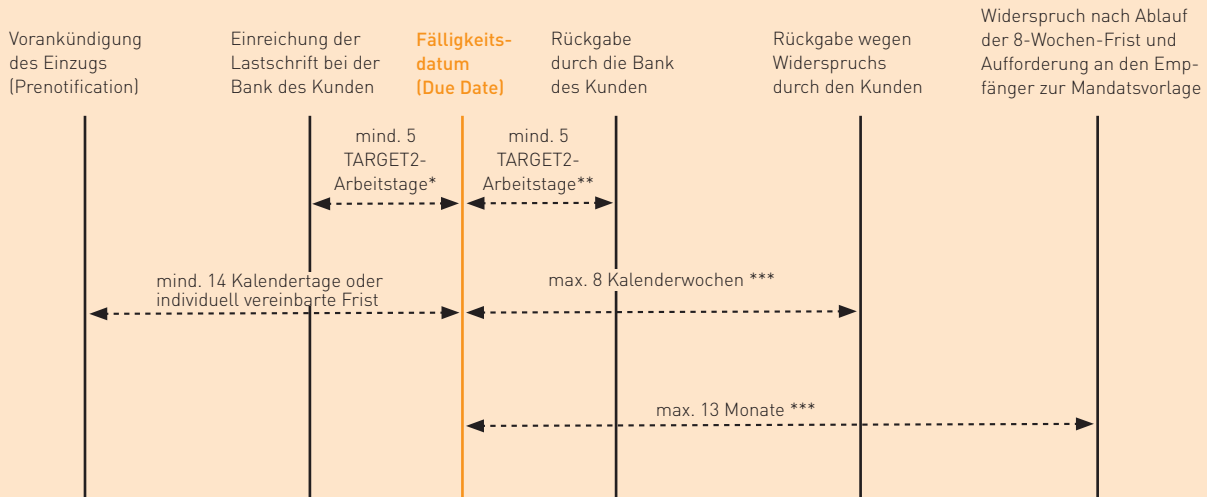 Vorankündigung
des Einzugs
(Prenotification)
Einreichung der
Lastschrift bei der
Bank des Kunden
Fälligkeits-
datum
(Due Date)
Rückgabe
durch die Bank
des Kunden
Rückgabe wegen
Widerspruchs
durch den Kunden
Widerspruch nach Ablauf
der 8-Wochen-Frist und
Aufforderung an den Emp-
fänger zur Mandatsvorlage
mind. 5
TARGET2-
Arbeitstage*
mind. 5
TARGET2-
Arbeitstage**
mind. 14 Kalendertage oder
individuell vereinbarte Frist
max. 8 Kalenderwochen ***
max. 13 Monate ***